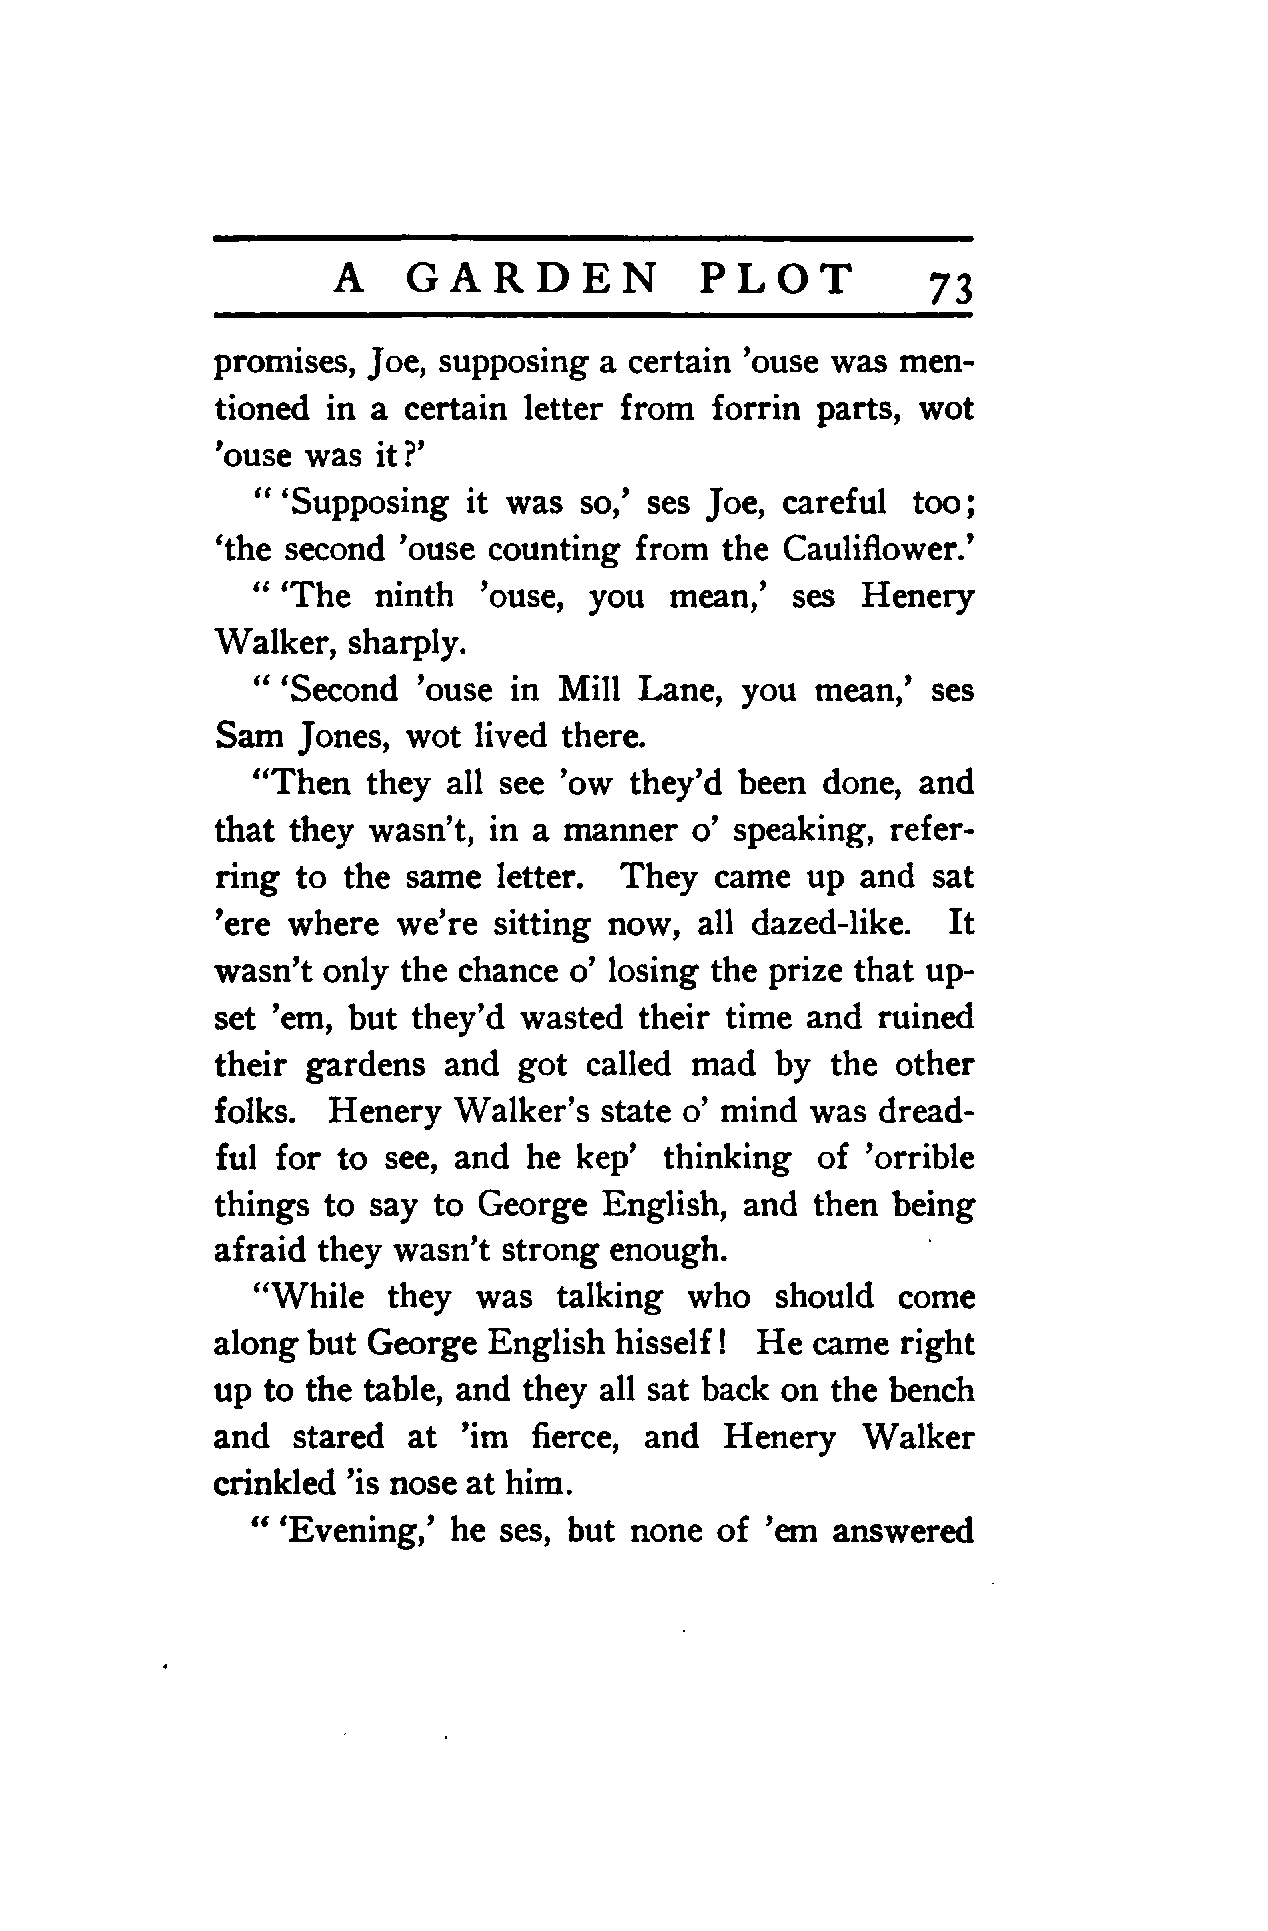 A GARDEN PLOT 73
promises, Joe, supposing a certain ’ouse was men-
tioned in a certain letter from forrin parts, wot
’ouse was it?’
“ ‘Supposing it was so,’ ses Joe, careful too;
‘the second ’ouse counting from the Cauliflower.’
“ ‘The ninth ’ouse, you mean,’ ses Henery
Walker, sharply.
“ ‘Second ’ouse in Mill Lane, you mean,’ ses
Sam Jones, wot lived there.
“Then they all see ’ow they’d been done, and
that they wasn’t, in a manner o’ speaking, refer-
ring to the same letter. They came up and sat
’ere where we’re sitting now, all dazed-like. It
wasn’t only the chance o’ losing the prize that up-
set ’em, but they’d wasted their time and ruined
their gardens and got called mad by the other
folks. Henery Walker’s state o’ mind was dread-
ful for to see, and he kep’ thinking of ’orrible
things to say to George English, and then being
afraid they wasn’t strong enough.
“While they was talking who should come
along but George English hisself! He came right
up to the table, and they all sat back on the bench
and stared at ’im fierce, and Henery Walker
crinkled ’is nose at him.
“ ‘Evening,’ he ses, but none of ’em answered